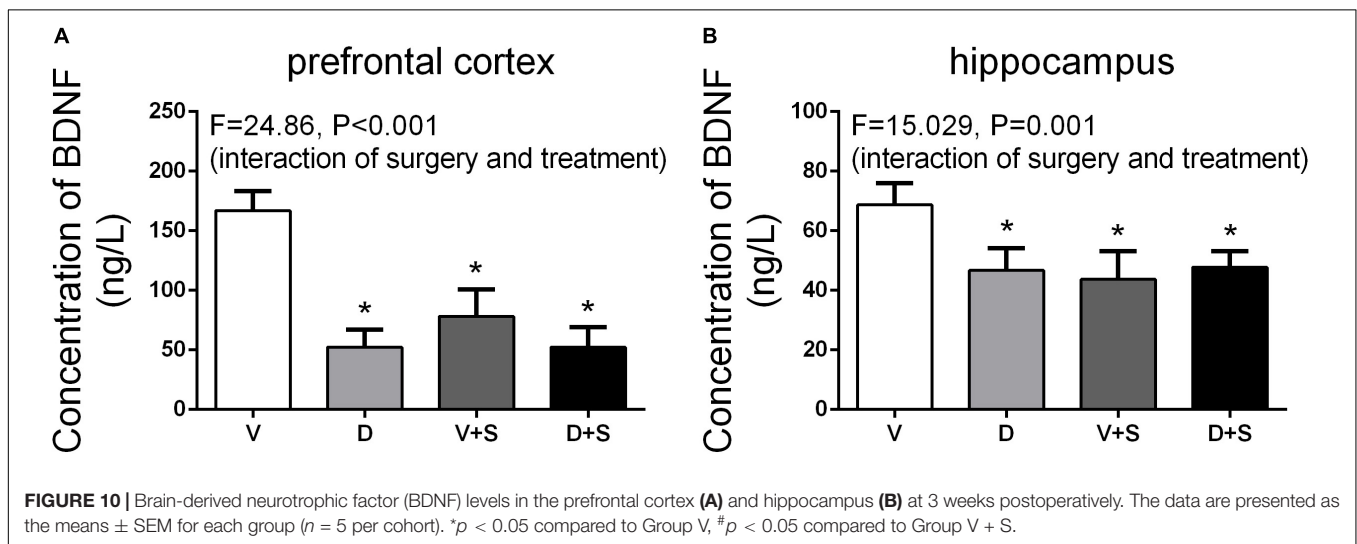 A
prefrontal cortex
Concentration of BDNF
(ng/L)
250
200
150
100
50
0
F=24.86, P<0.001
(interaction of surgery and treatment)
*
*
*
V D V+S D+S
B
hippocampus
Concentration of BDNF
(ng/L)
100
80
60
40
20
0
F=15.029, P=0.001
(interaction of surgery and treatment)
* * *
V D V+S D+S
FIGURE 10 | Brain-derived neurotrophic factor (BDNF) levels in the prefrontal cortex (A) and hippocampus (B) at 3 weeks postoperatively. The data are presented as
the means ± SEM for each group (n = 5 per cohort). *p < 0.05 compared to Group V, #p < 0.05 compared to Group V + S.